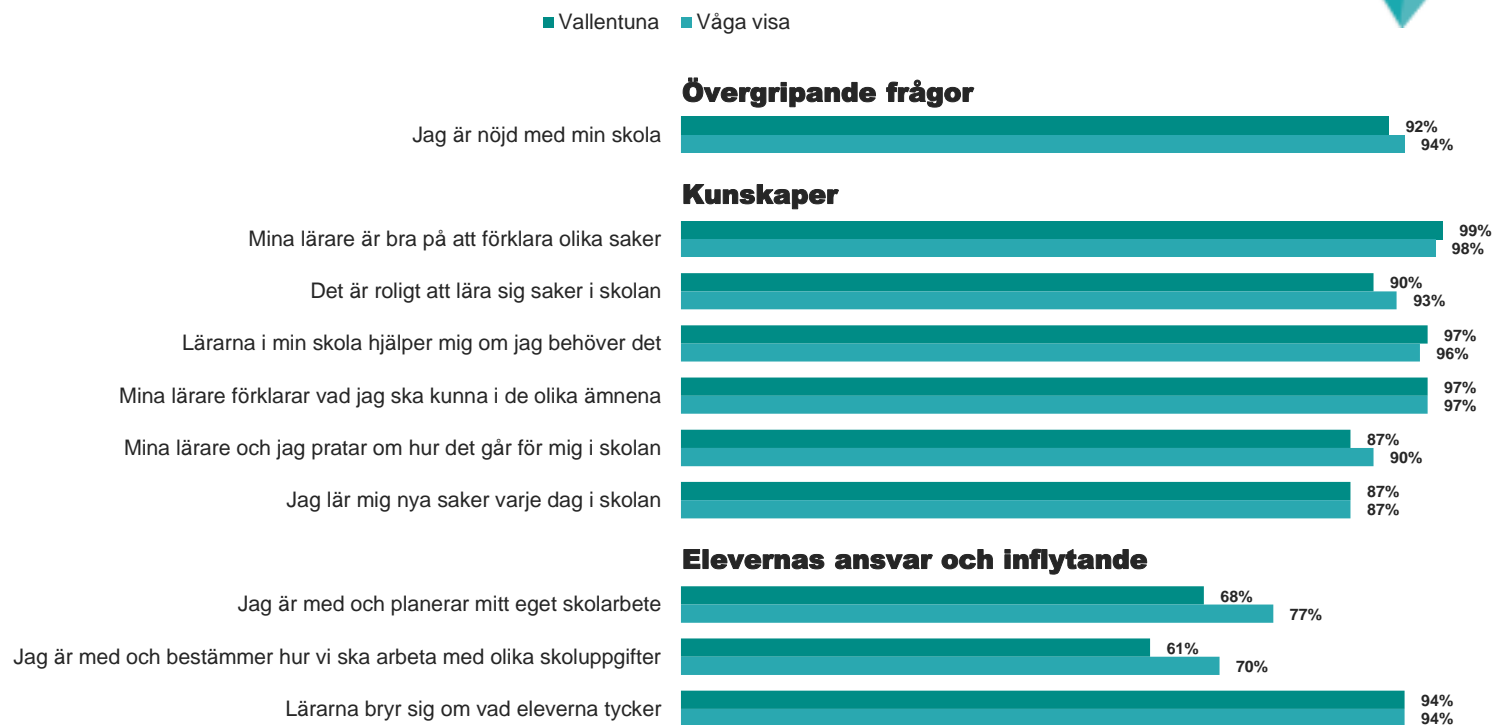 Vallentuna Våga visa
Övergripande frågor
Jag är nöjd med min skola
92%
94%
Kunskaper
Mina lärare är bra på att förklara olika saker
99%
98%
Det är roligt att lära sig saker i skolan
90%
93%
Lärarna i min skola hjälper mig om jag behöver det
97%
96%
Mina lärare förklarar vad jag ska kunna i de olika ämnena
97%
97%
Mina lärare och jag pratar om hur det går för mig i skolan
87%
90%
Jag lär mig nya saker varje dag i skolan
87%
87%
Elevernas ansvar och inflytande
Jag är med och planerar mitt eget skolarbete
68%
77%
Jag är med och bestämmer hur vi ska arbeta med olika skoluppgifter
61%
70%
Lärarna bryr sig om vad eleverna tycker
94%
94%